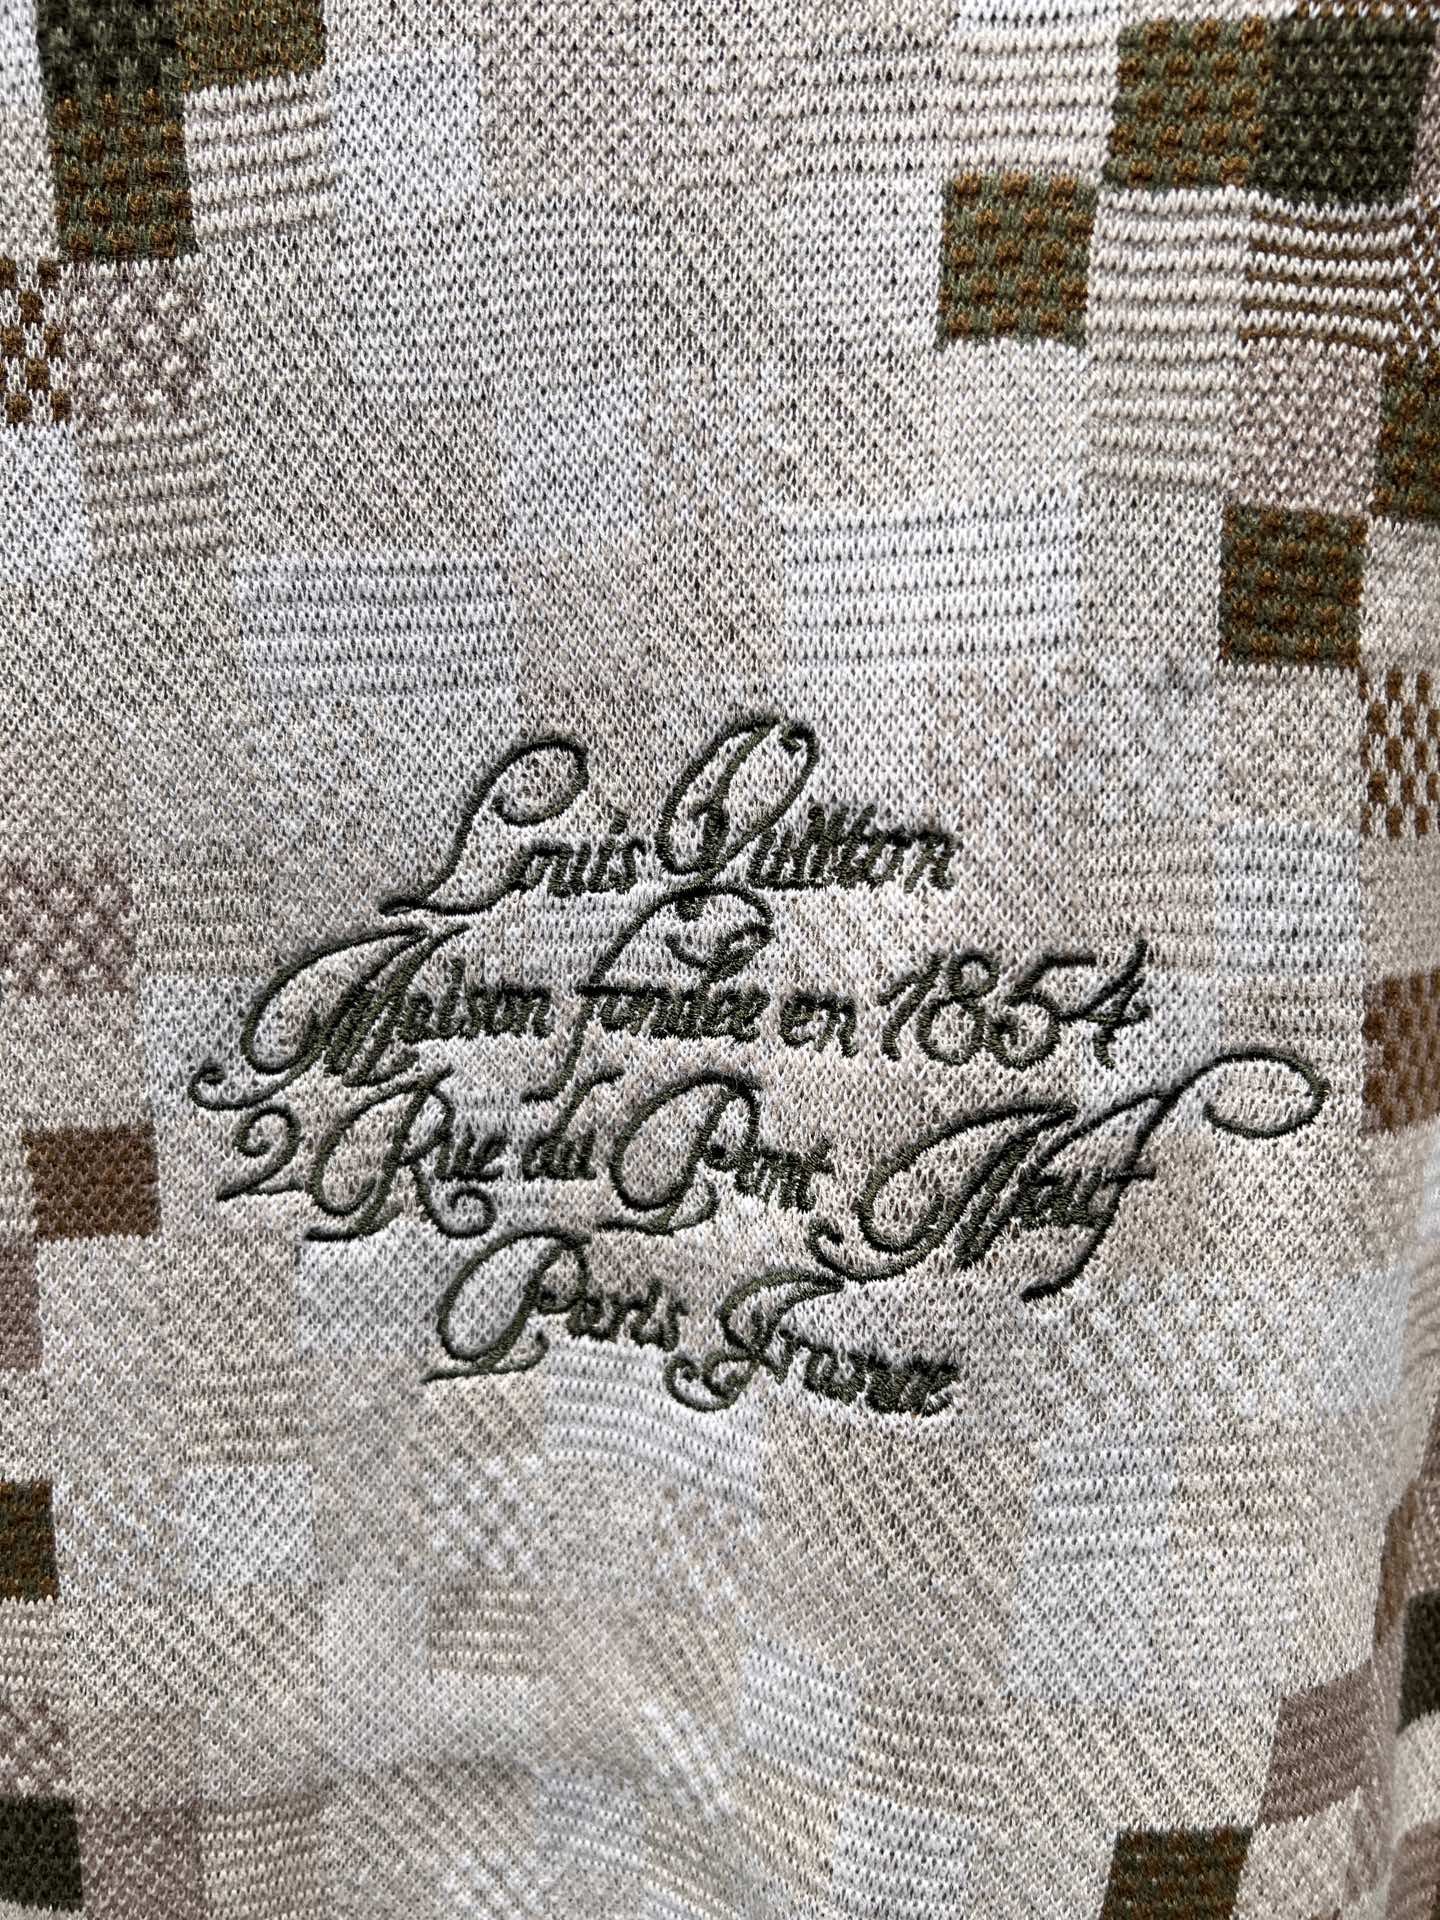 Louis Vuitton
Maison fondée en 1854
2 Rue du Pont Neuf
Paris France